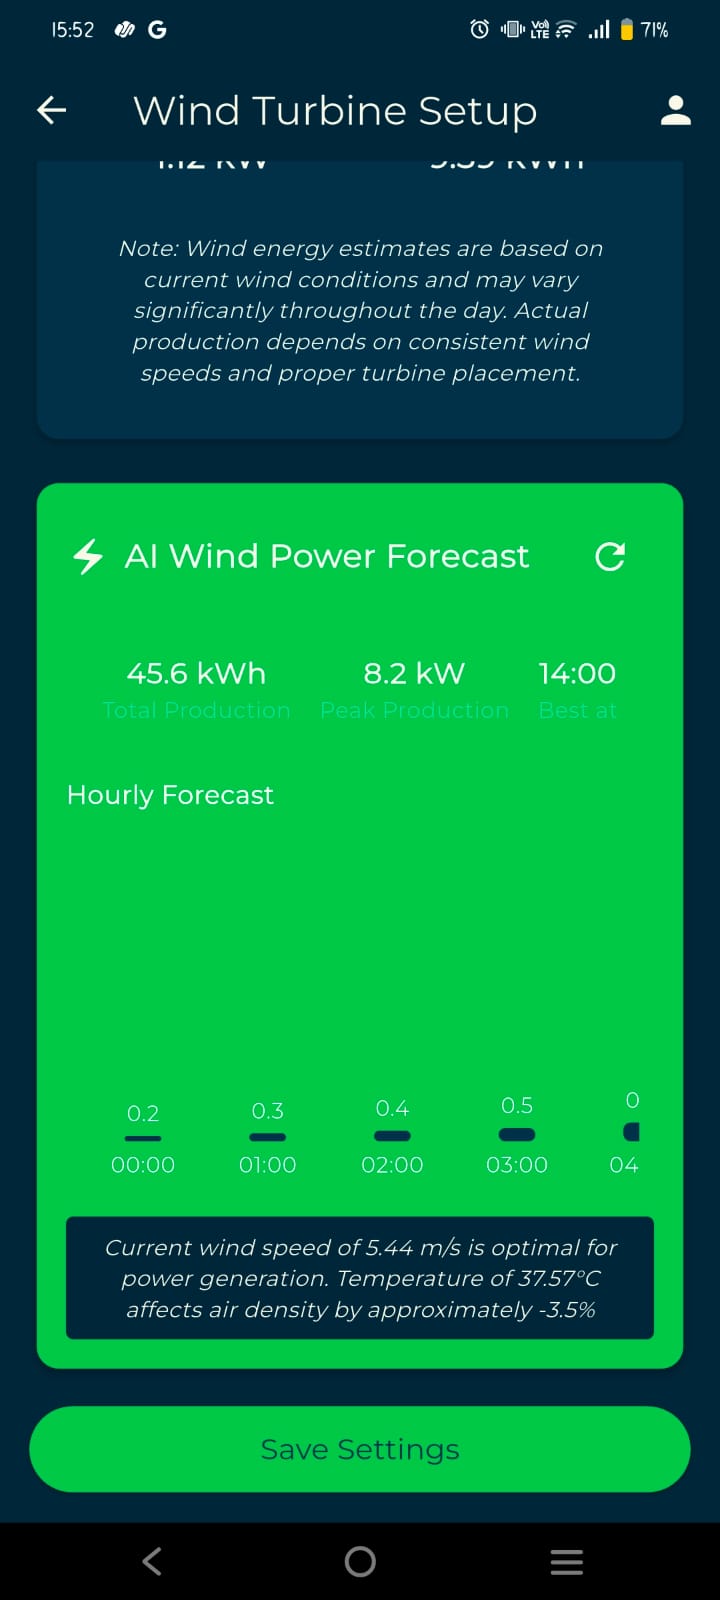 15:52 G Vo) LTE 71%
Wind Turbine Setup
1.12 kW
Note: Wind energy estimates are based on
current wind conditions and may vary
significantly throughout the day. Actual
production depends on consistent wind
speeds and proper turbine placement.
AI Wind Power Forecast
45.6 kWh 8.2 kW 14:00
Total Production Peak Production Best at
Hourly Forecast
0.2 0.3 0.4 0.5 0
00:00 01:00 02:00 03:00 04
Current wind speed of 5.44 m/s is optimal for
power generation. Temperature of 37.57°C
affects air density by approximately -3.5%
Save Settings